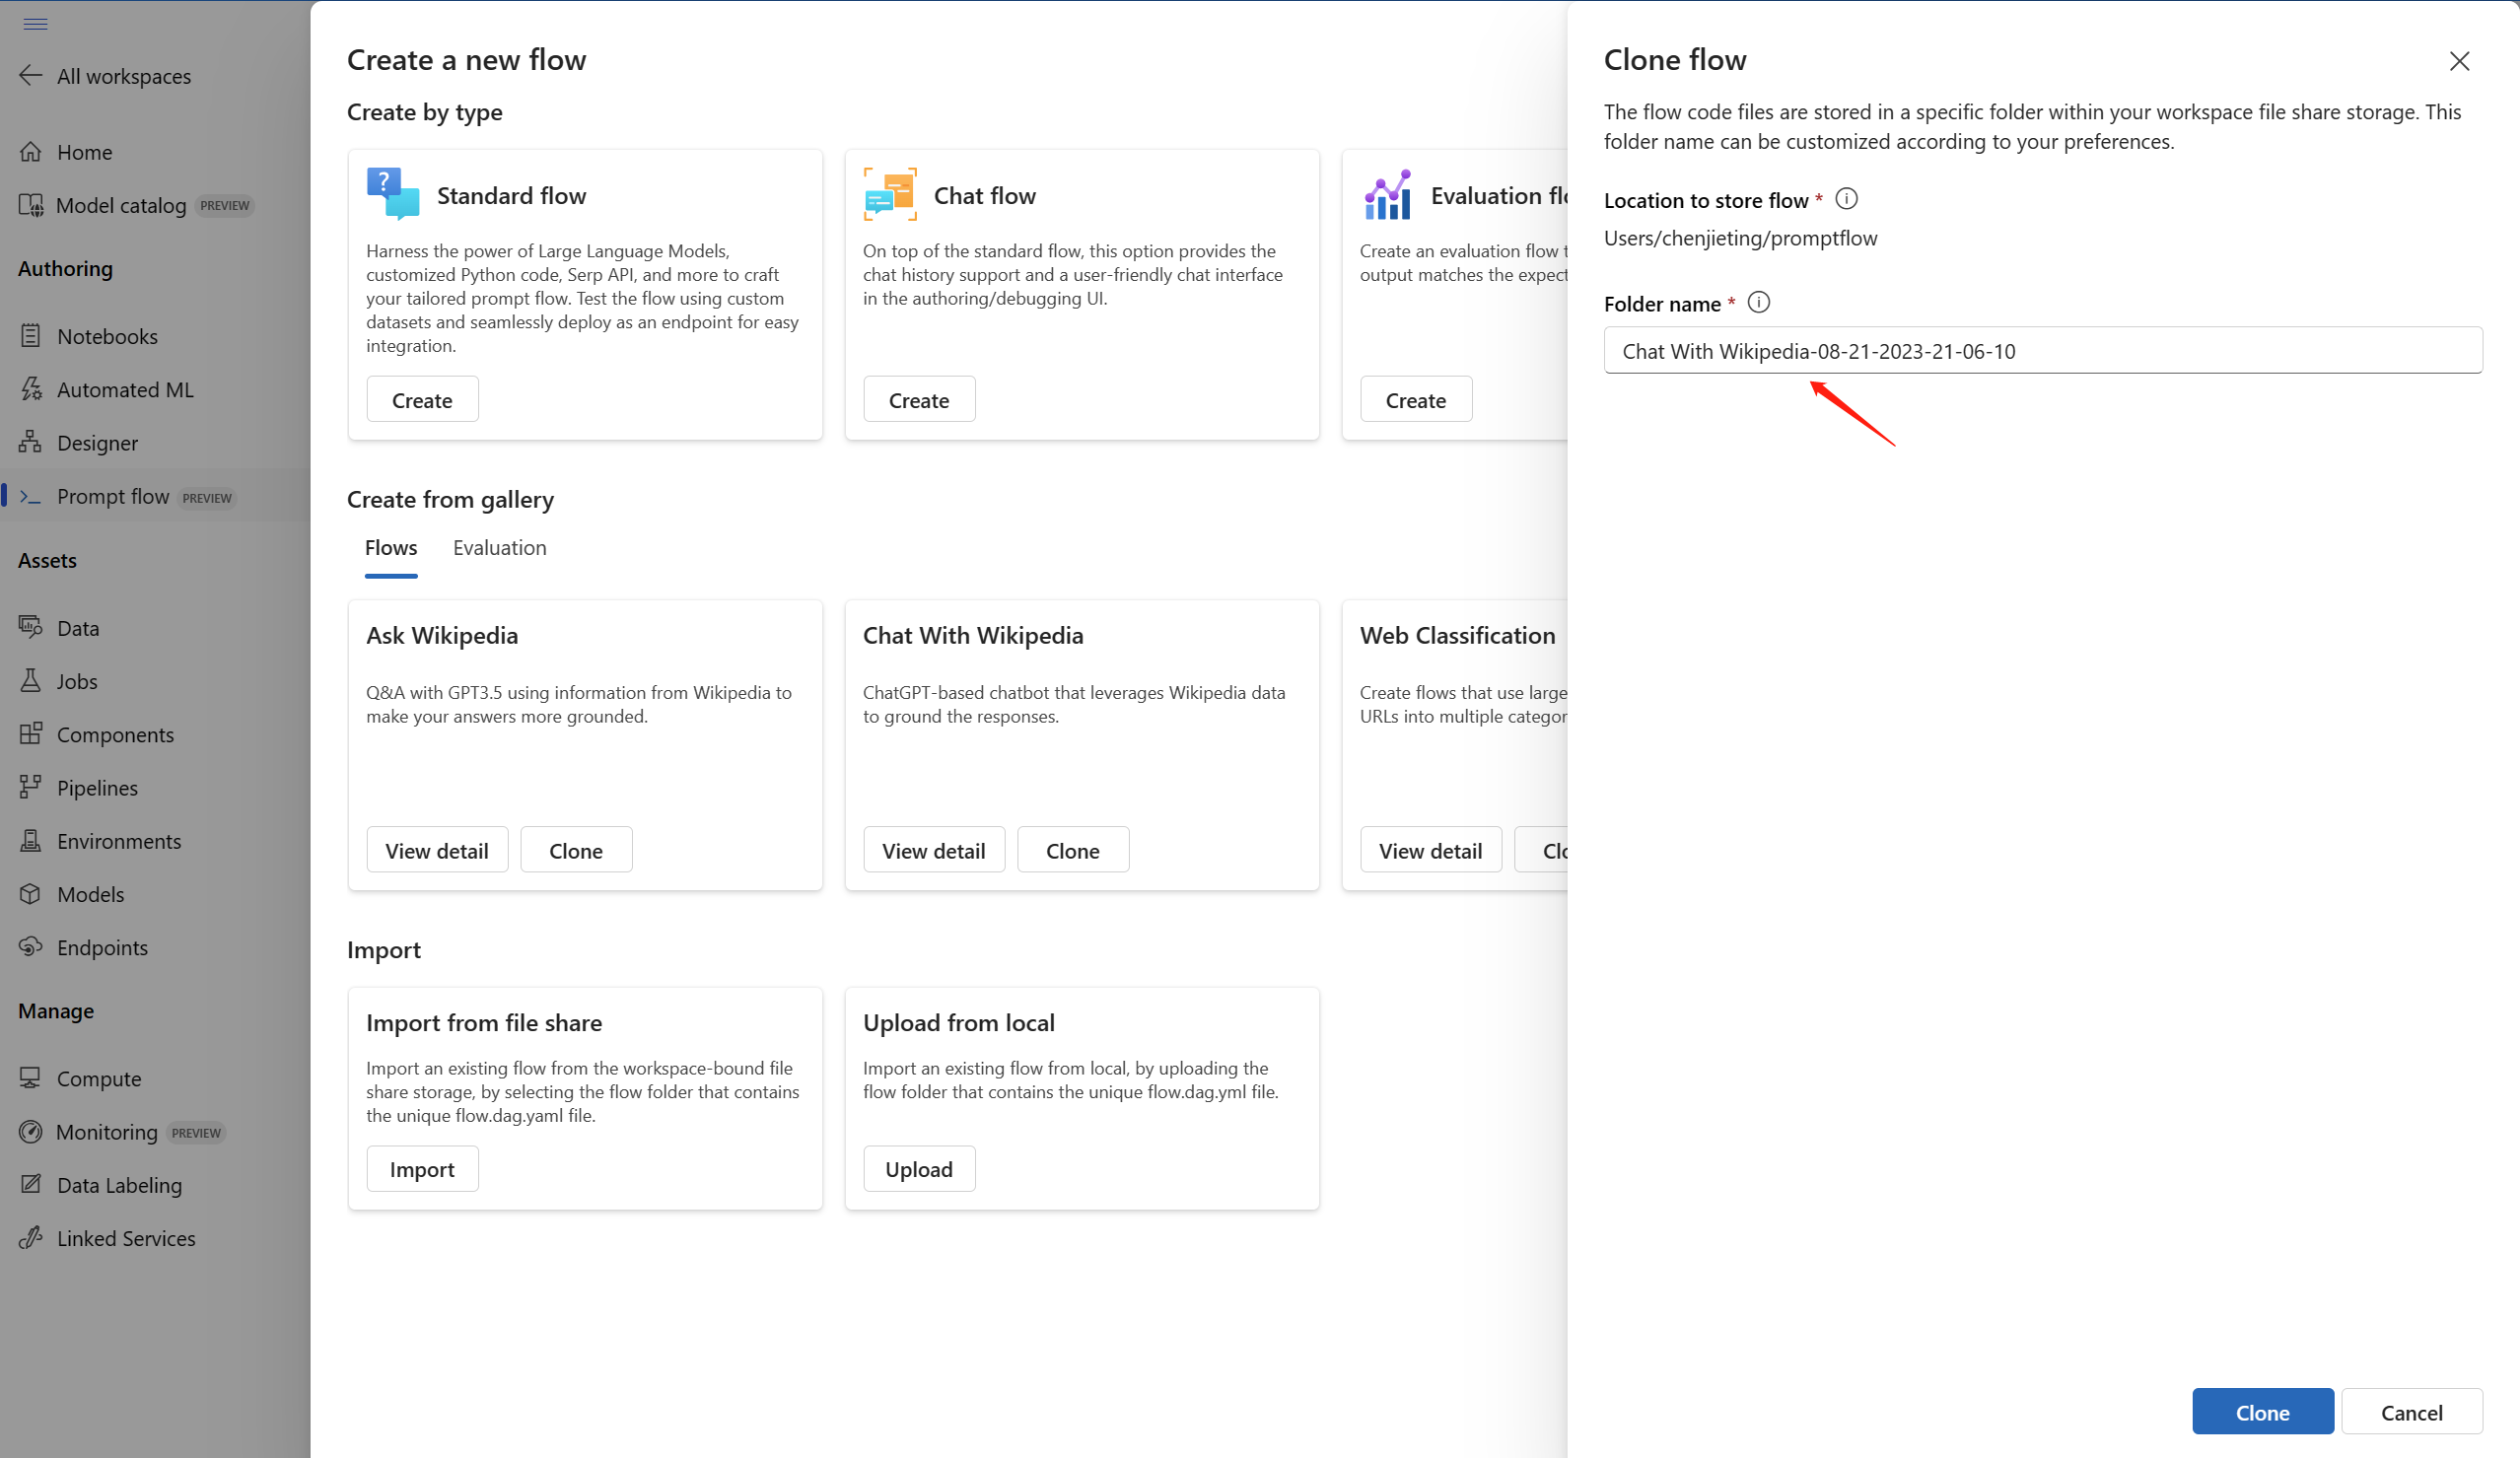 All workspaces
Home
Model catalog PREVIEW
Authoring
Notebooks
Automated ML
Designer
Prompt flow PREVIEW
Assets
Data
Jobs
Components
Pipelines
Environments
Models
Endpoints
Manage
Compute
Monitoring PREVIEW
Data Labeling
Linked Services
Create a new flow
Create by type
Standard flow
Harness the power of Large Language Models,
customized Python code, Serp API, and more to craft
your tailored prompt flow. Test the flow using custom
datasets and seamlessly deploy as an endpoint for easy
integration.
Create
Chat flow
On top of the standard flow, this option provides the
chat history support and a user-friendly chat interface
in the authoring/debugging UI.
Create
Evaluation
Create an evaluation flow
output matches the
Create
Create from gallery
Flows Evaluation
Ask Wikipedia
Q&A with GPT3.5 using information from Wikipedia to
make your answers more grounded.
View detail Clone
Chat With Wikipedia
ChatGPT-based chatbot that leverages Wikipedia data
to ground the responses.
View detail Clone
Web Classification
Create flows that use large
URLs into multiple
View detail
Import
Import from file share
Import an existing flow from the workspace-bound file
share storage, by selecting the flow folder that contains
the unique flow.dag.yaml file.
Import
Upload from local
Import an existing flow from local, by uploading the
flow folder that contains the unique flow.dag.yml file.
Upload
Clone flow
The flow code files are stored in a specific folder within your workspace file share storage. This
folder name can be customized according to your preferences.
Location to store flow *
Users/chenjieting/promptflow
Folder name *
Chat With Wikipedia-08-21-2023-21-06-10
Clone Cancel